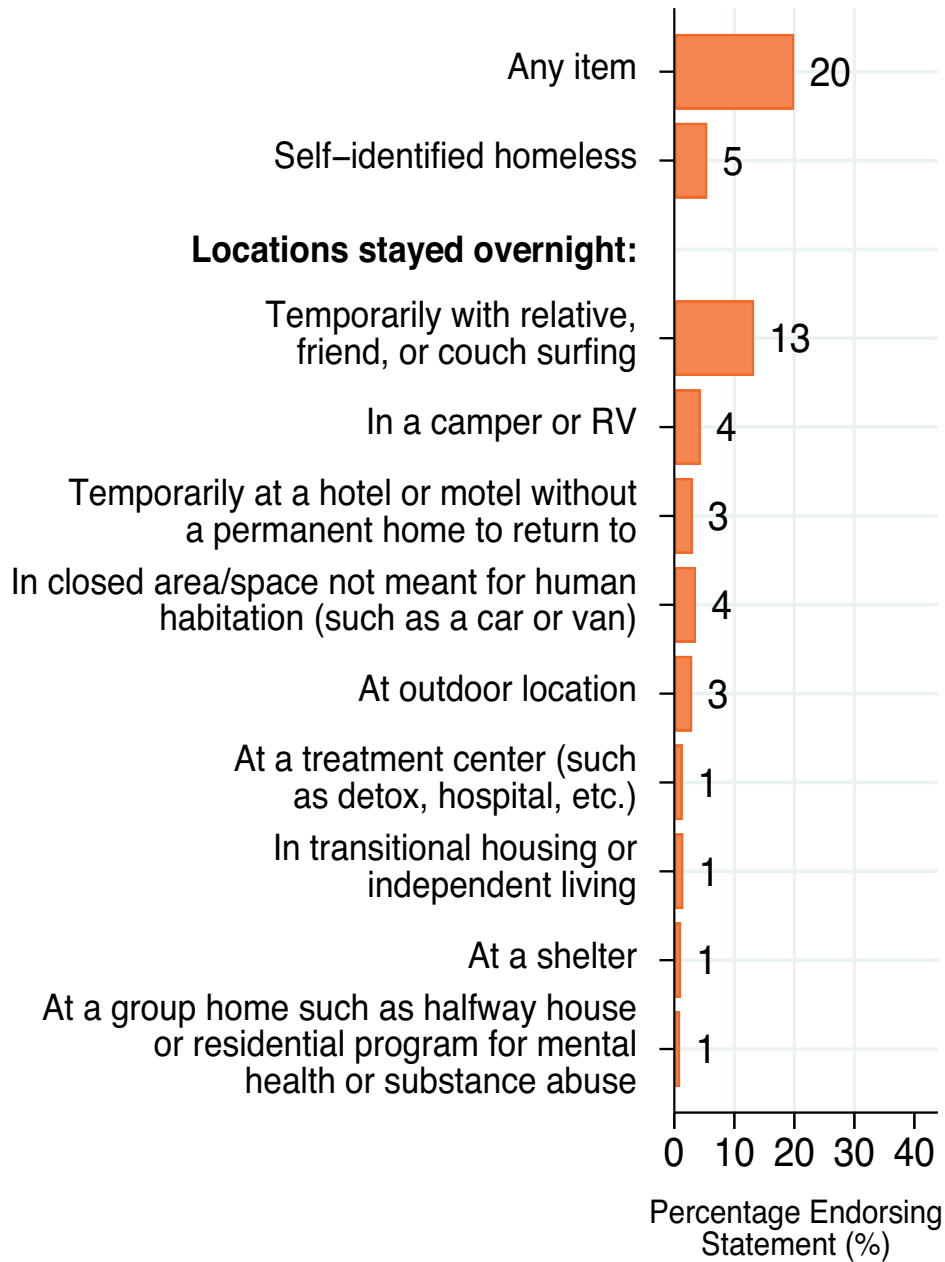 Any item
20
Self–identified homeless
5
Locations stayed overnight:
Temporarily with relative,
friend, or couch surfing
13
In a camper or RV
4
Temporarily at a hotel or motel without
a permanent home to return to
3
In closed area/space not meant for human
habitation (such as a car or van)
4
At outdoor location
3
At a treatment center (such
as detox, hospital, etc.)
1
In transitional housing or
independent living
1
At a shelter
1
At a group home such as halfway house
or residential program for mental
health or substance abuse
1
0 10 20 30 40
Percentage Endorsing
Statement (%)